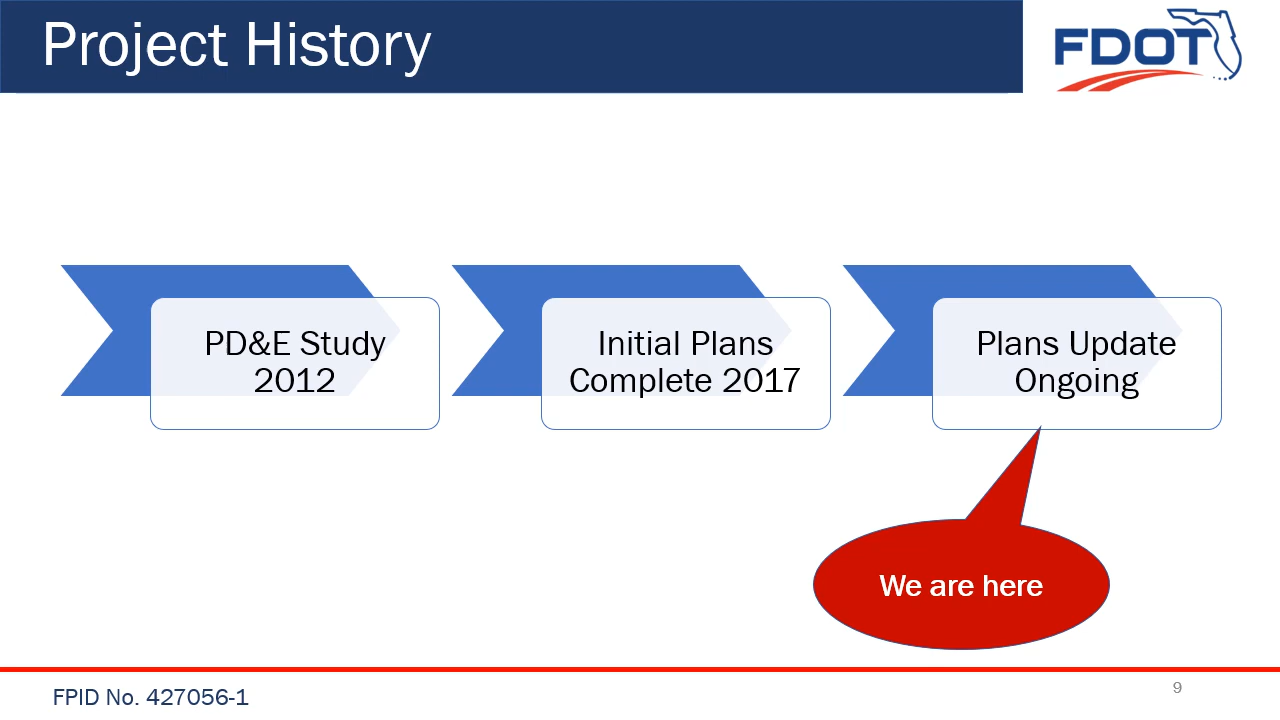 Project History
FDOT
PD&E Study
2012
Initial Plans
Complete 2017
Plans Update
Ongoing
We are here
FPID No. 427056-1
9